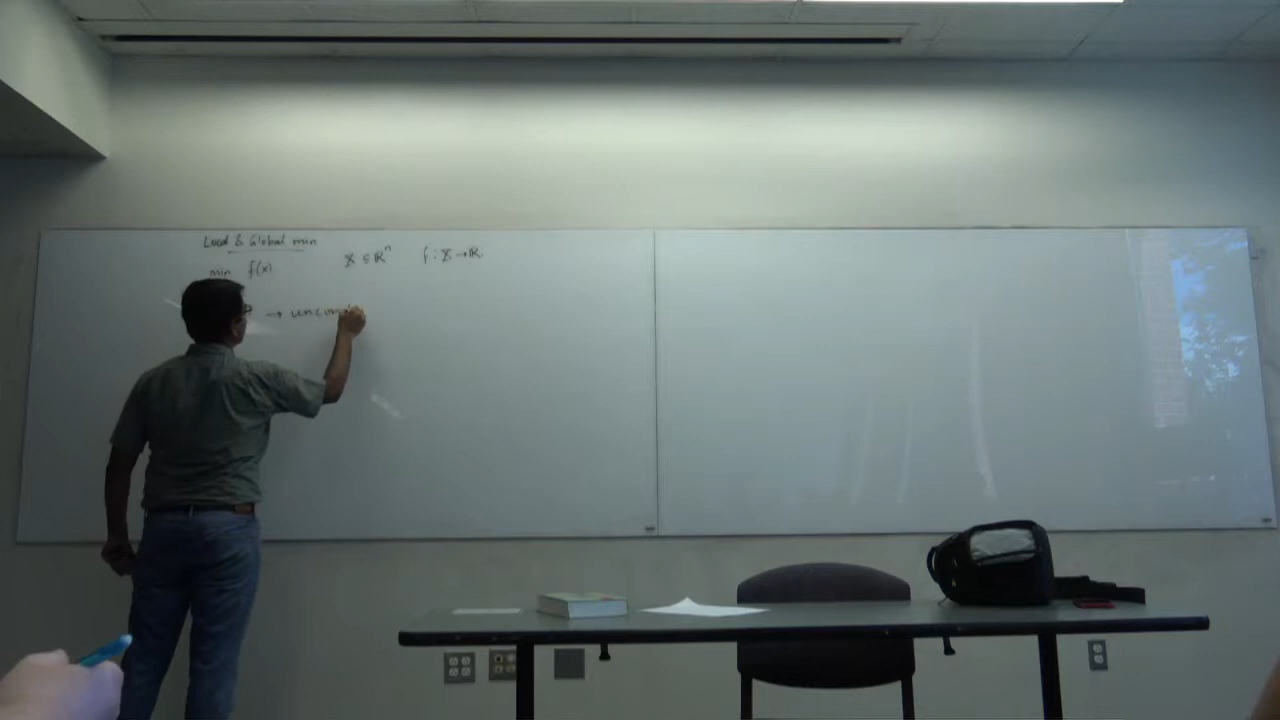 Local & Global min
min f(x) X ⊆ ℝⁿ f : X → ℝ
→ uncon